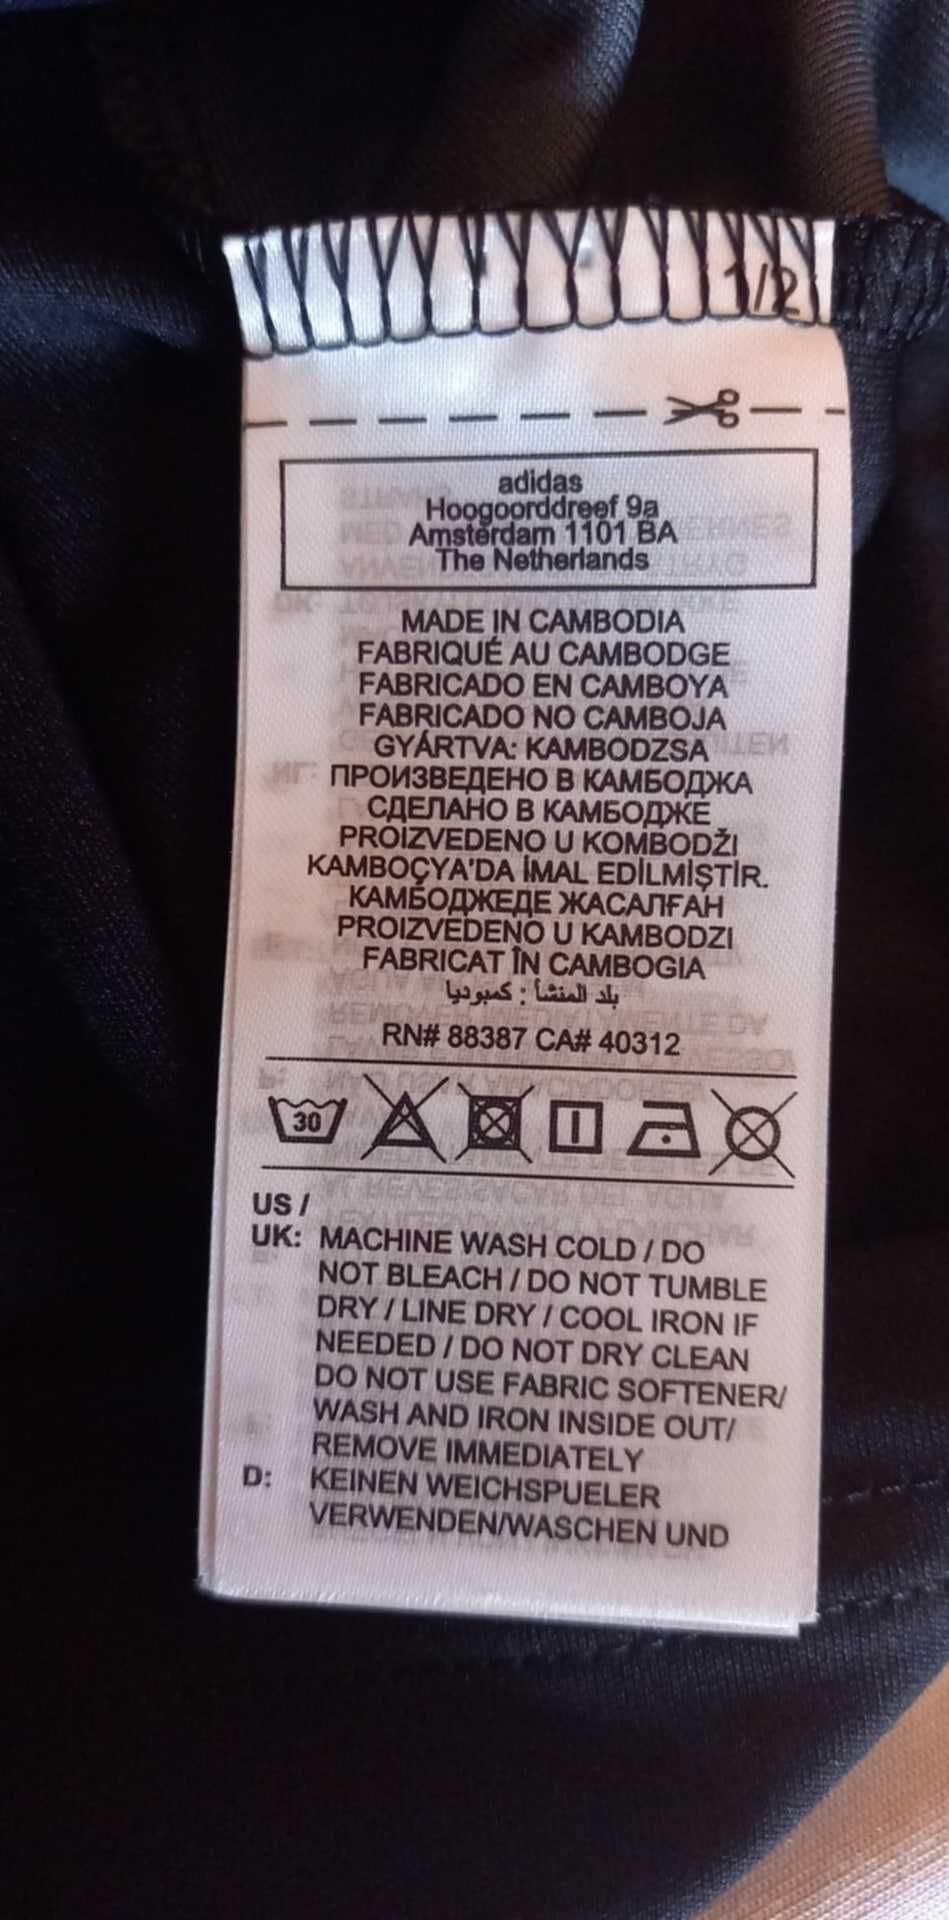 1/2
adidas
Hoogoorddreef 9a
Amsterdam 1101 BA
The Netherlands
MADE IN CAMBODIA
FABRIQUÉ AU CAMBODGE
FABRICADO EN CAMBOYA
FABRICADO NO CAMBOJA
GYÁRTVA: KAMBODZSA
ПРОИЗВЕДЕНО В КАМБОДЖА
СДЕЛАНО В КАМБОДЖЕ
PROIZVEDENO U KOMBODŽI
KAMBOÇYA'DA İMAL EDİLMİŞTİR.
КАМБОДЖЕДЕ ЖАСАЛҒАН
PROIZVEDENO U KAMBODZI
FABRICAT ÎN CAMBOGIA
بلد المنشأ : كمبوديا
RN# 88387 CA# 40312
30
US /
UK: MACHINE WASH COLD / DO
NOT BLEACH / DO NOT TUMBLE
DRY / LINE DRY / COOL IRON IF
NEEDED / DO NOT DRY CLEAN
DO NOT USE FABRIC SOFTENER/
WASH AND IRON INSIDE OUT/
REMOVE IMMEDIATELY
D: KEINEN WEICHSPUELER
VERWENDEN/WASCHEN UND